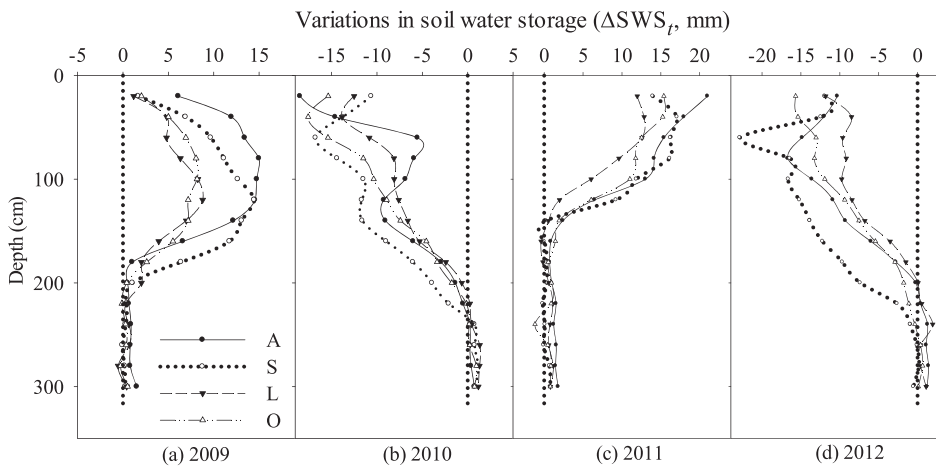 Variations in soil water storage (ΔSWSt, mm)
-5 0 5 10 15 -15 -10 -5 0 5 0 5 10 15 20 -20 -15 -10 -5 0
0
100
200
300
Depth (cm)
A
S
L
O
(a) 2009 (b) 2010 (c) 2011 (d) 2012